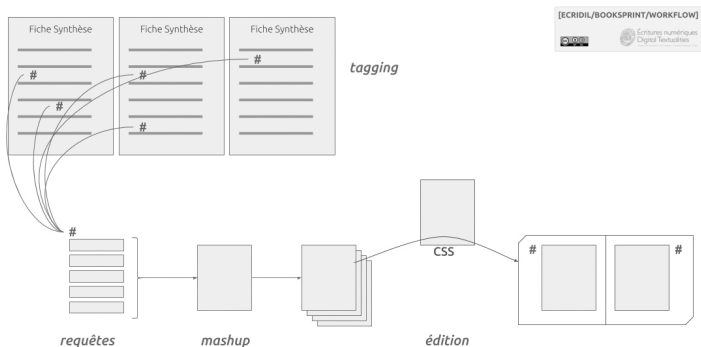 [ECRIDIL/BOOKSPRINT/WORKFLOW]
Écritures numériques
Digital Textualities
Fiche Synthèse
Fiche Synthèse
Fiche Synthèse
#
#
#
#
#
tagging
#
CSS
#
#
requêtes
mashup
édition